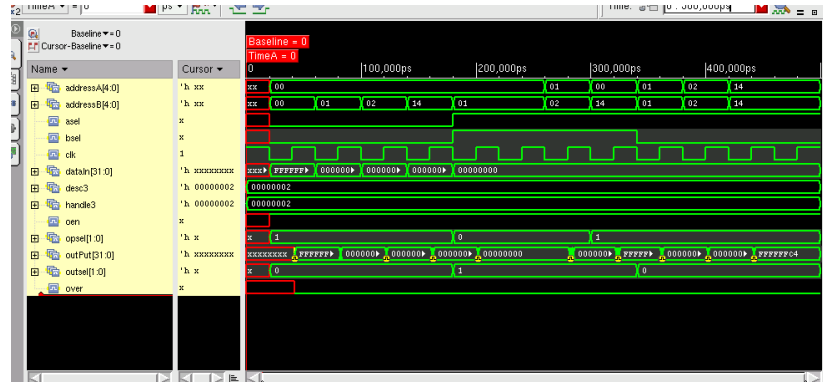 x2 TimeA ▾ = 0 ps ▾ Time: 0 : 500,000ps
Baseline ▾= 0
Cursor-Baseline ▾= 0
Baseline = 0
TimeA = 0
Name ▾ Cursor ▾ 0 100,000ps 200,000ps 300,000ps 400,000ps
addressA[4:0] 'h xx xx 00 01 00 01 02 14
addressB[4:0] 'h xx xx 00 01 02 14 01 02 14 01 02 14
asel x
bsel x
clk 1
dataIn[31:0] 'h xxxxxxxx xxx FFFFFF 000000 000000 000000 00000000
desc3 'h 00000002 00000002
handle3 'h 00000002 00000002
oen x
opsel[1:0] 'h x x 1 0 1
outPut[31:0] 'h xxxxxxxx xxxxxxxx FFFFFF 000000 000000 000000 00000000 000000 FFFFF 000000 000000 FFFFFFC4
outsel[1:0] 'h x x 0 1 0
over x